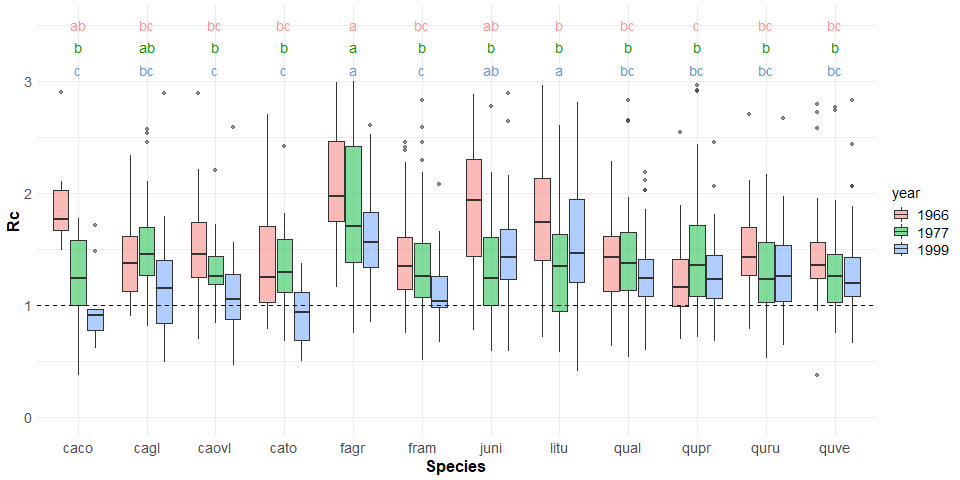 ab bc bc bc a bc ab b bc c bc bc
b ab b b a b b b b b b b
c bc c c a c ab a bc bc bc bc
3
2
1
0
Rc
caco cagl caovl cato fagr fram juni litu qual qupr quru quve
Species
year
1966
1977
1999